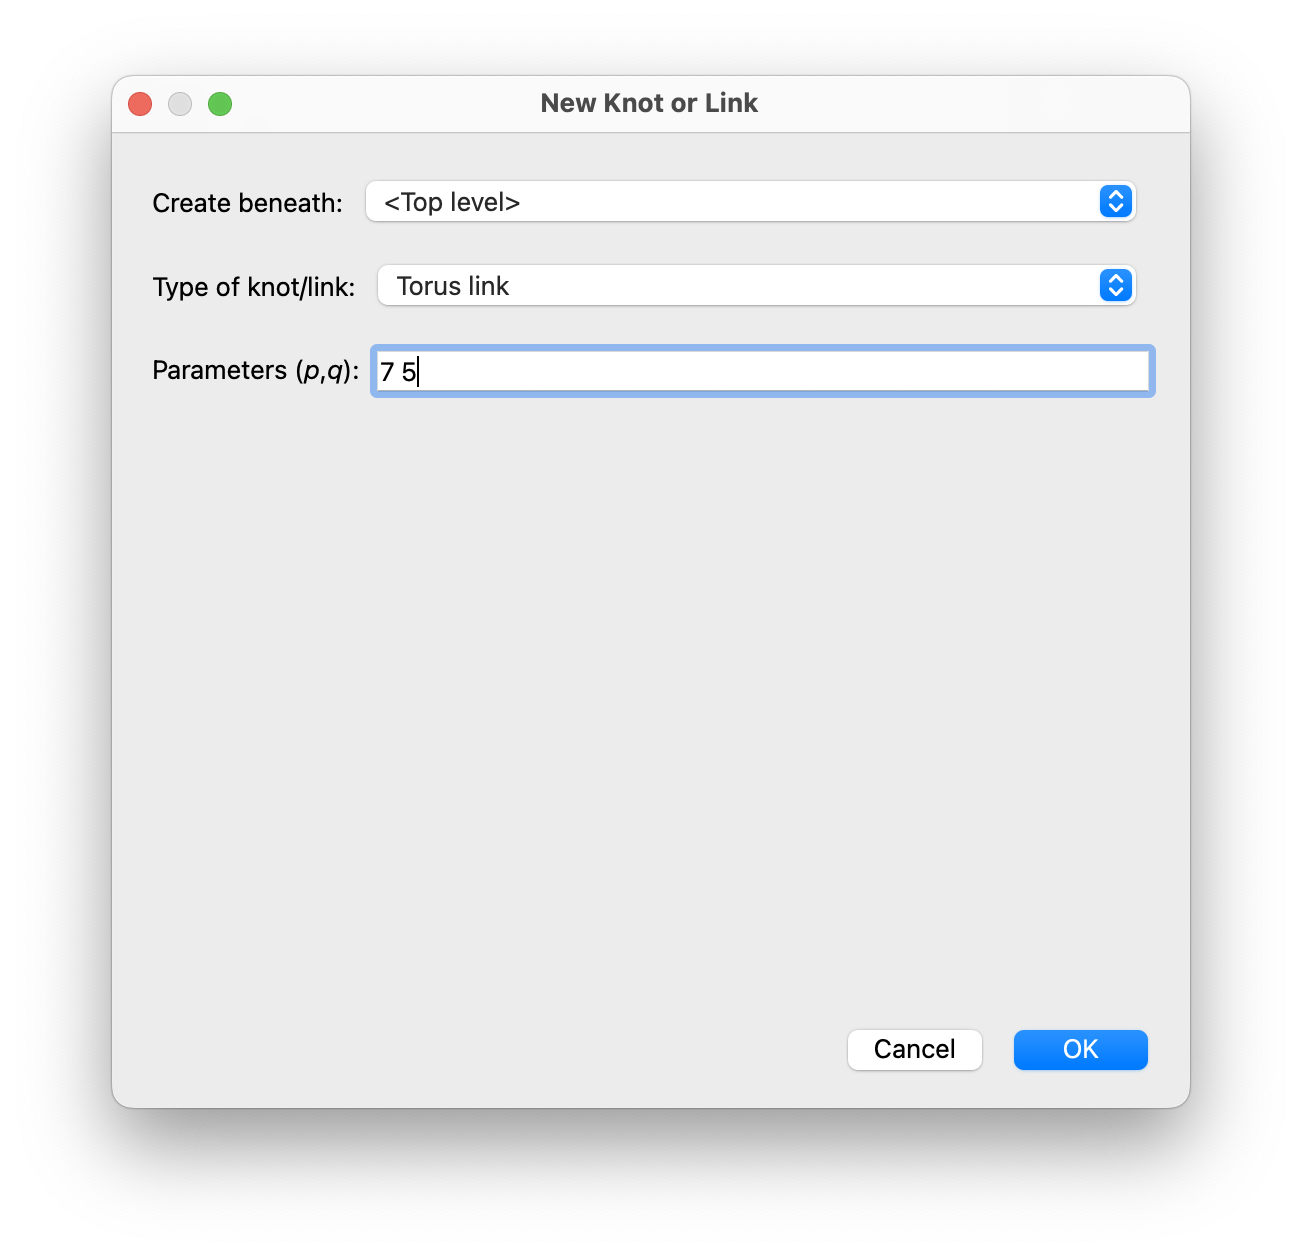 New Knot or Link
Create beneath: <Top level>
Type of knot/link: Torus link
Parameters (p,q): 7 5
Cancel OK